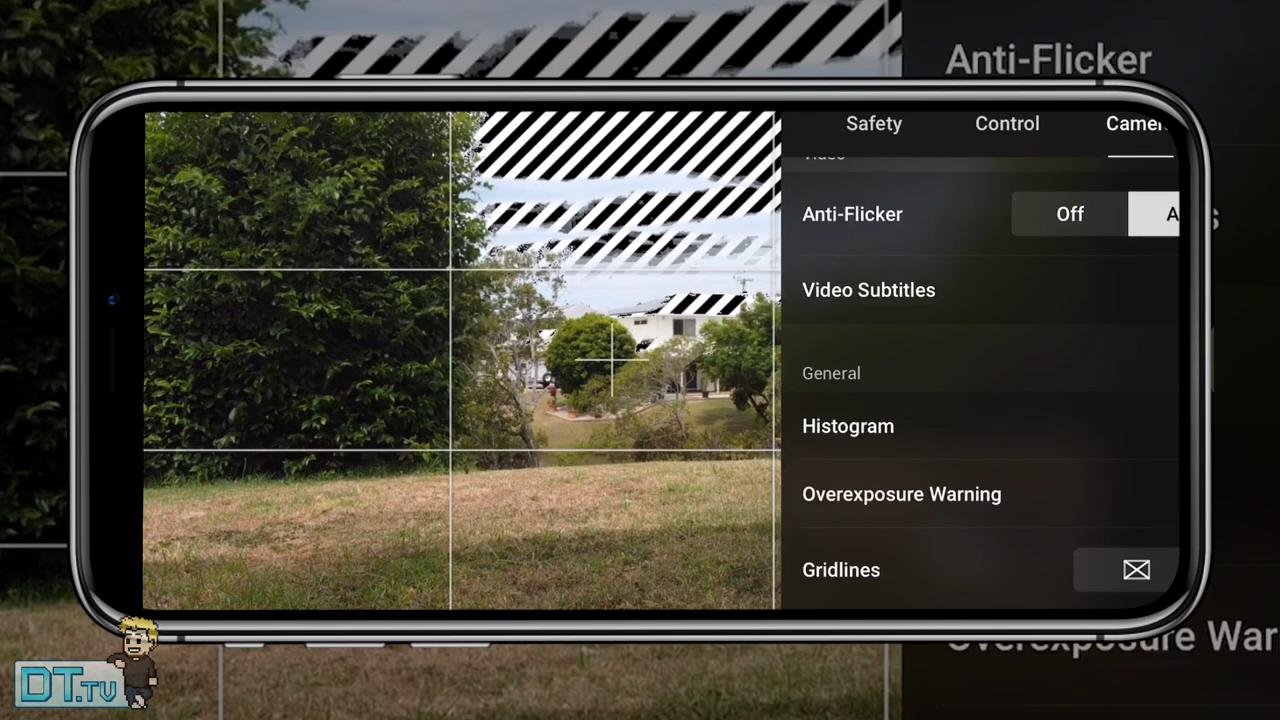 Anti-Flicker
Safety Control Camer
Video
Anti-Flicker Off A
Video Subtitles
General
Histogram
Overexposure Warning
Gridlines
Overexposure War
DT.TV